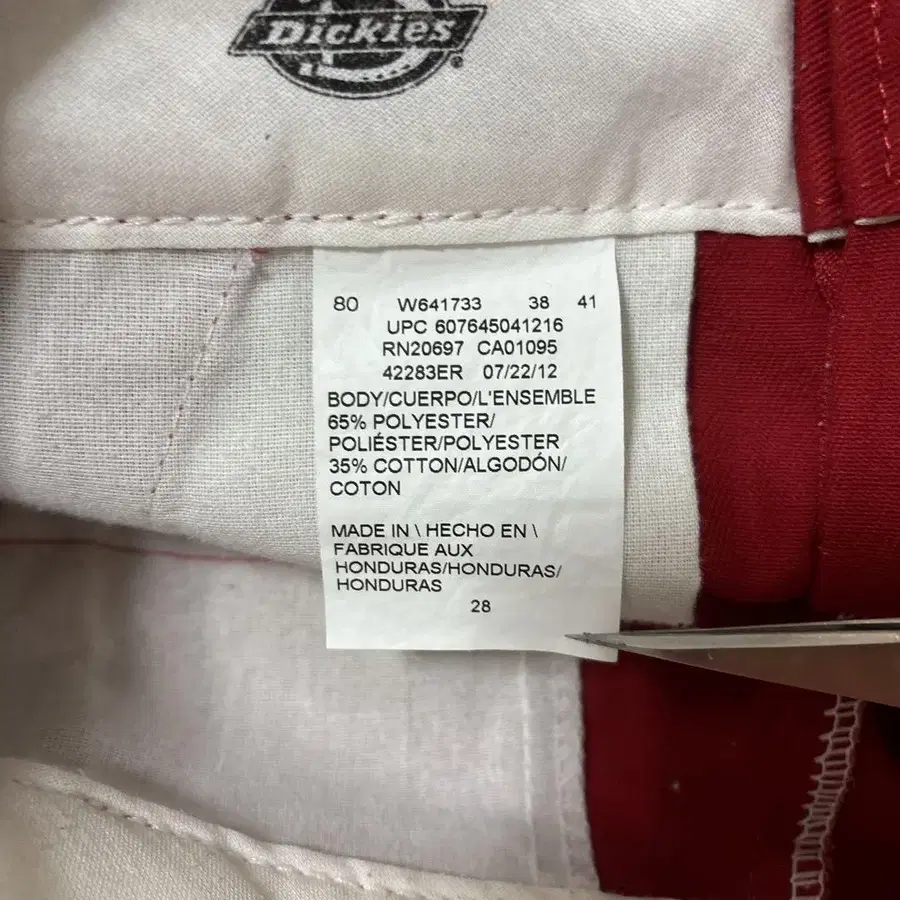 Dickies
80 W641733 38 41
UPC 607645041216
RN20697 CA01095
42283ER 07/22/12
BODY/CUERPO/L'ENSEMBLE
65% POLYESTER/
POLIÉSTER/POLYESTER
35% COTTON/ALGODÓN/
COTON
MADE IN \ HECHO EN \
FABRIQUE AUX
HONDURAS/HONDURAS/
HONDURAS
28